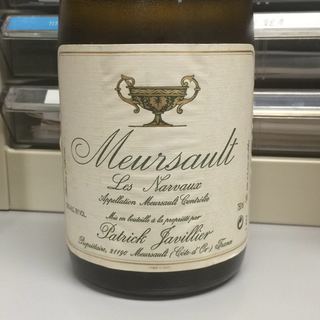 Meursault
Les Narvaux
Appellation Meursault Contrôlée
Mis en bouteille à la propriété par
Patrick Javillier
Propriétaire, 21190 Meursault (Côte-d'Or) France